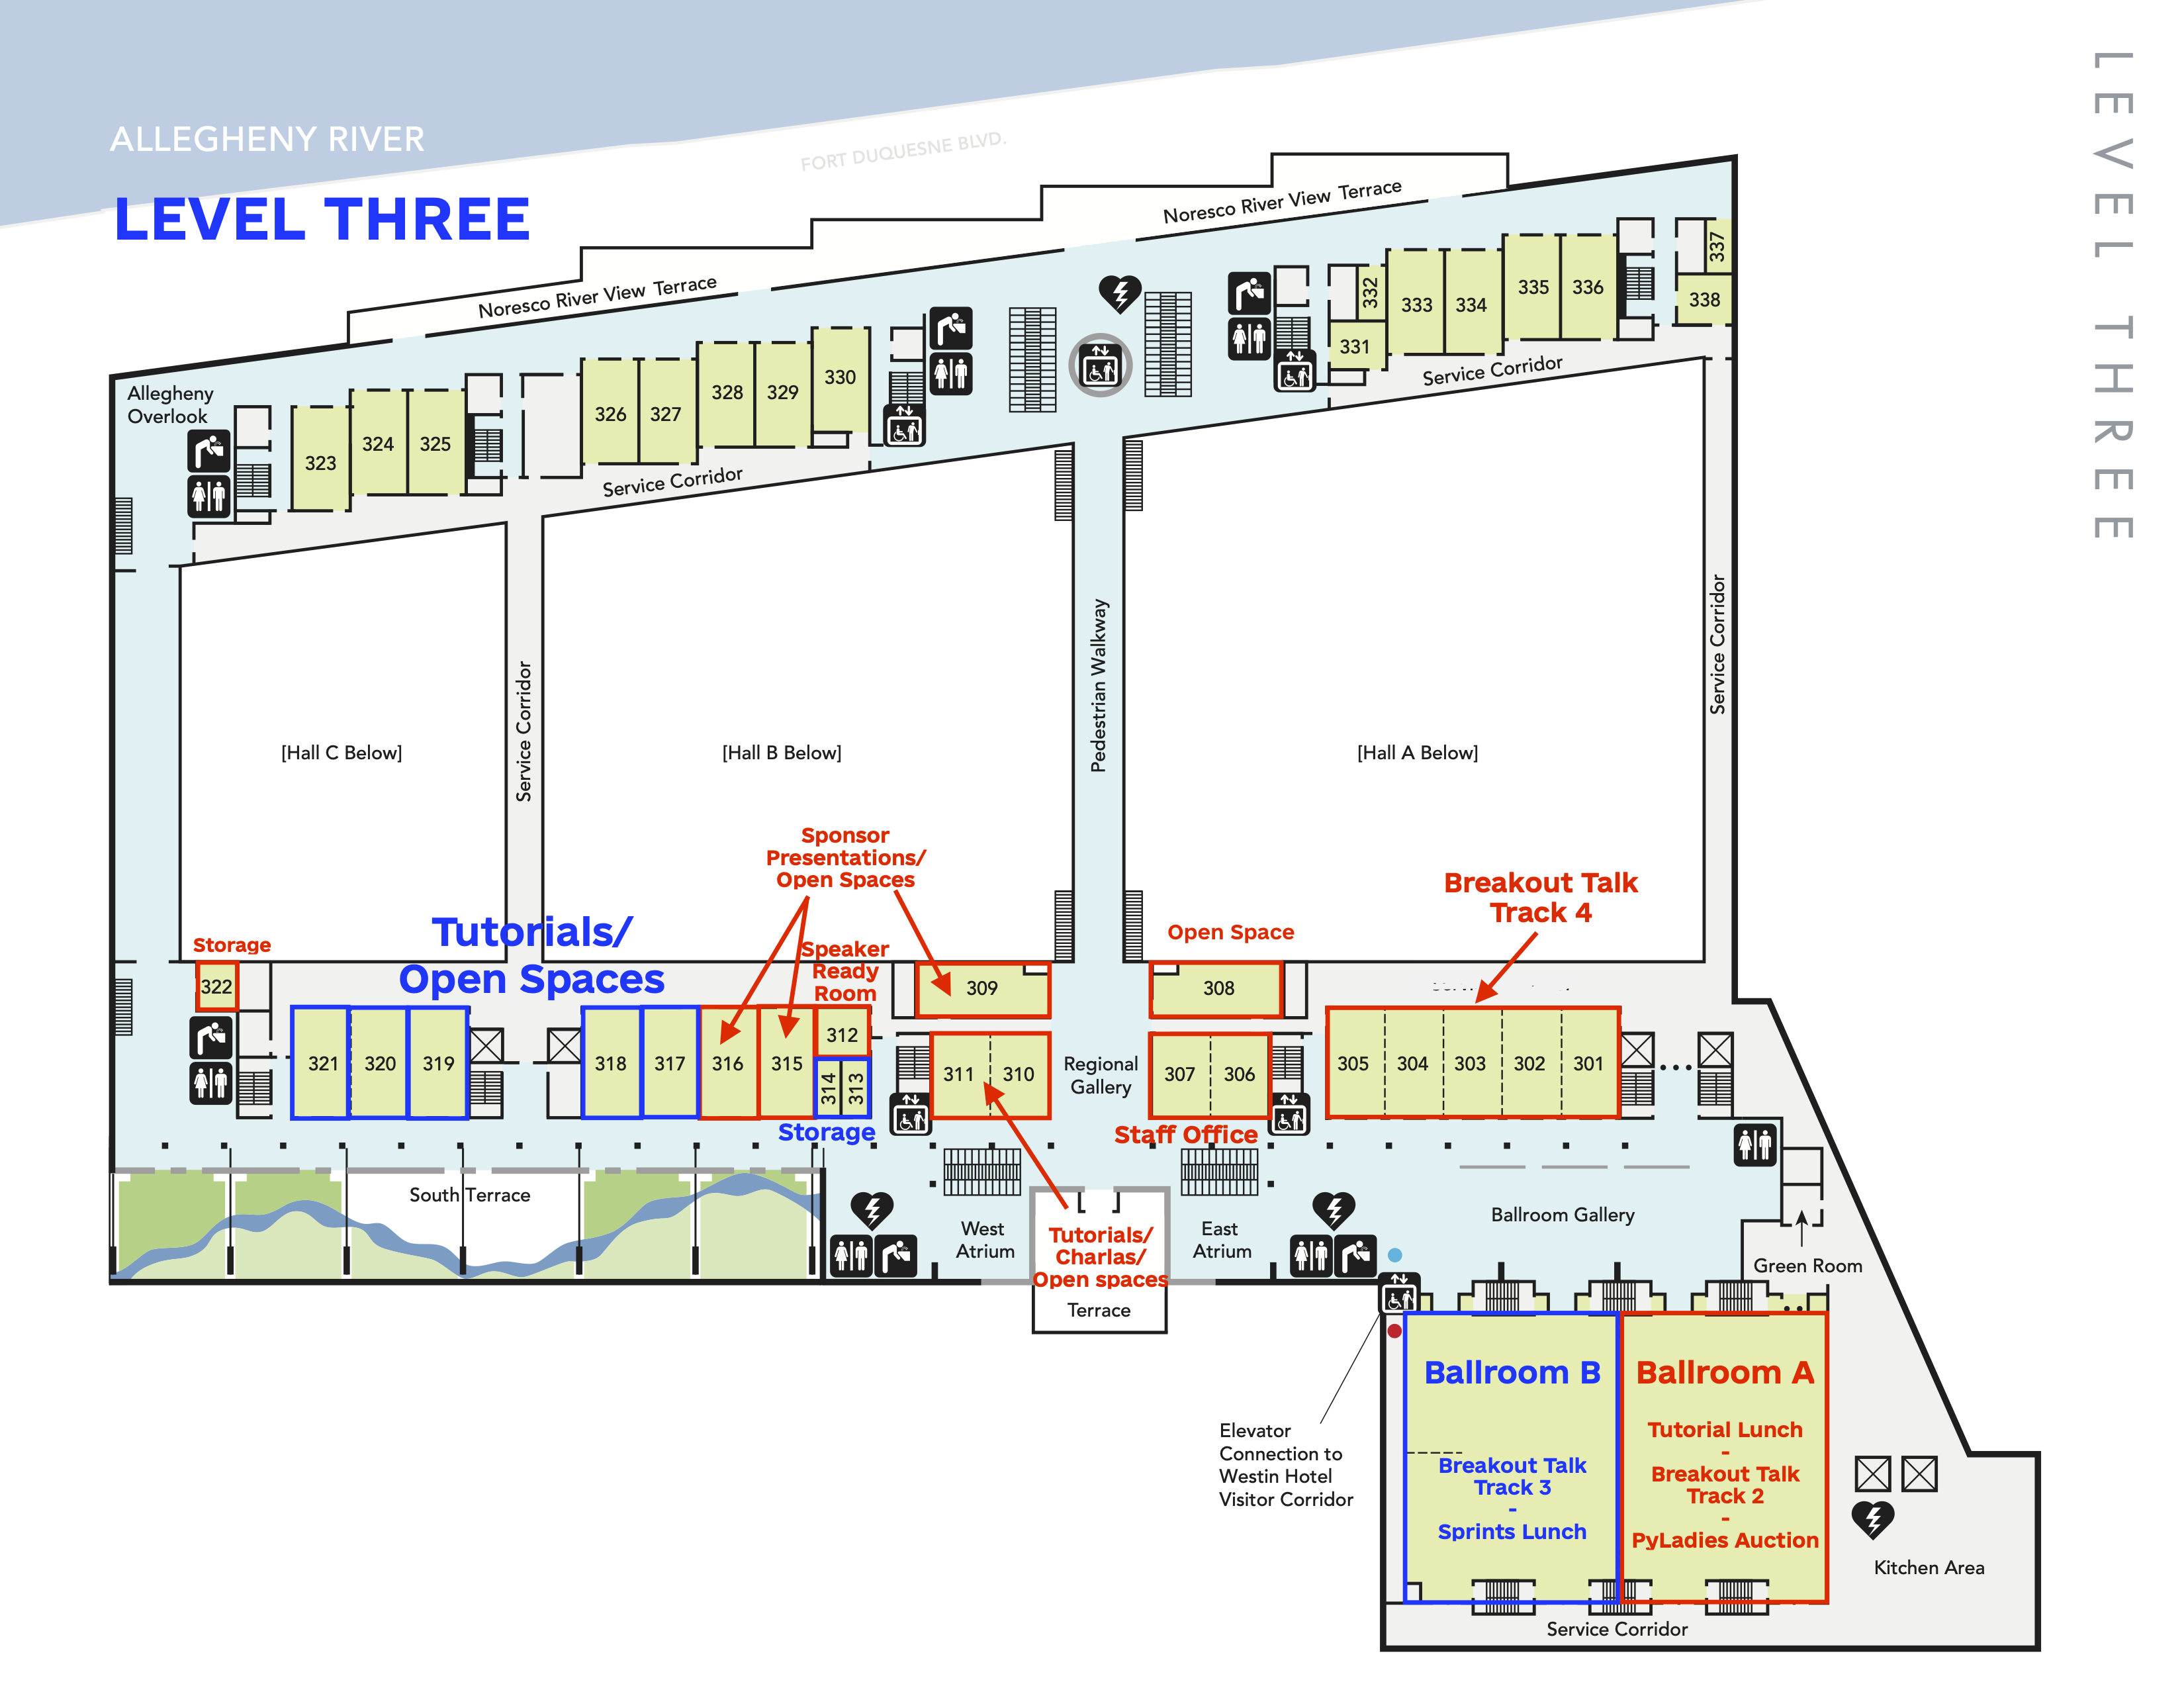 ALLEGHENY RIVER
FORT DUQUESNE BLVD.
LEVEL THREE
LEVEL THREE
Noresco River View Terrace
Noresco River View Terrace
337
338
336
335
334
333
332
331
Service Corridor
330
329
328
327
326
Service Corridor
Allegheny
Overlook
325
324
323
Service Corridor
Pedestrian Walkway
Service Corridor
[Hall C Below]
[Hall B Below]
[Hall A Below]
Sponsor
Presentations/
Open Spaces
Breakout Talk
Track 4
Tutorials/
Open Spaces
Storage
Speaker
Ready
Room
Open Space
322
309
308
321
320
319
318
317
316
315
312
314
313
311
310
Regional
Gallery
307
306
305
304
303
302
301
Storage
Staff Office
South Terrace
West
Atrium
Tutorials/
Charlas/
Open spaces
East
Atrium
Ballroom Gallery
Green Room
Terrace
Ballroom B
Ballroom A
Elevator
Connection to
Westin Hotel
Visitor Corridor
Breakout Talk
Track 3
-
Sprints Lunch
Tutorial Lunch
-
Breakout Talk
Track 2
-
PyLadies Auction
Kitchen Area
Service Corridor